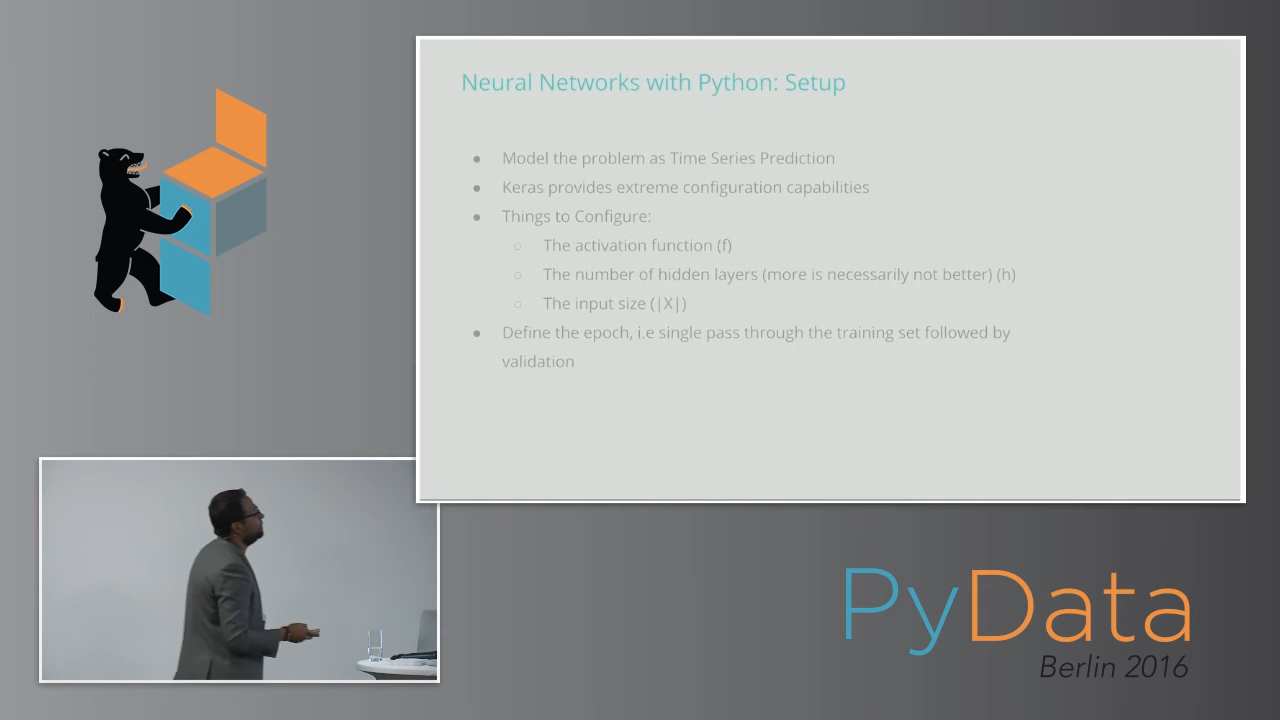 Neural Networks with Python: Setup
● Model the problem as Time Series Prediction
● Keras provides extreme configuration capabilities
● Things to Configure:
○ The activation function (f)
○ The number of hidden layers (more is necessarily not better) (h)
○ The input size (|X|)
● Define the epoch, i.e single pass through the training set followed by
validation
PyData
Berlin 2016